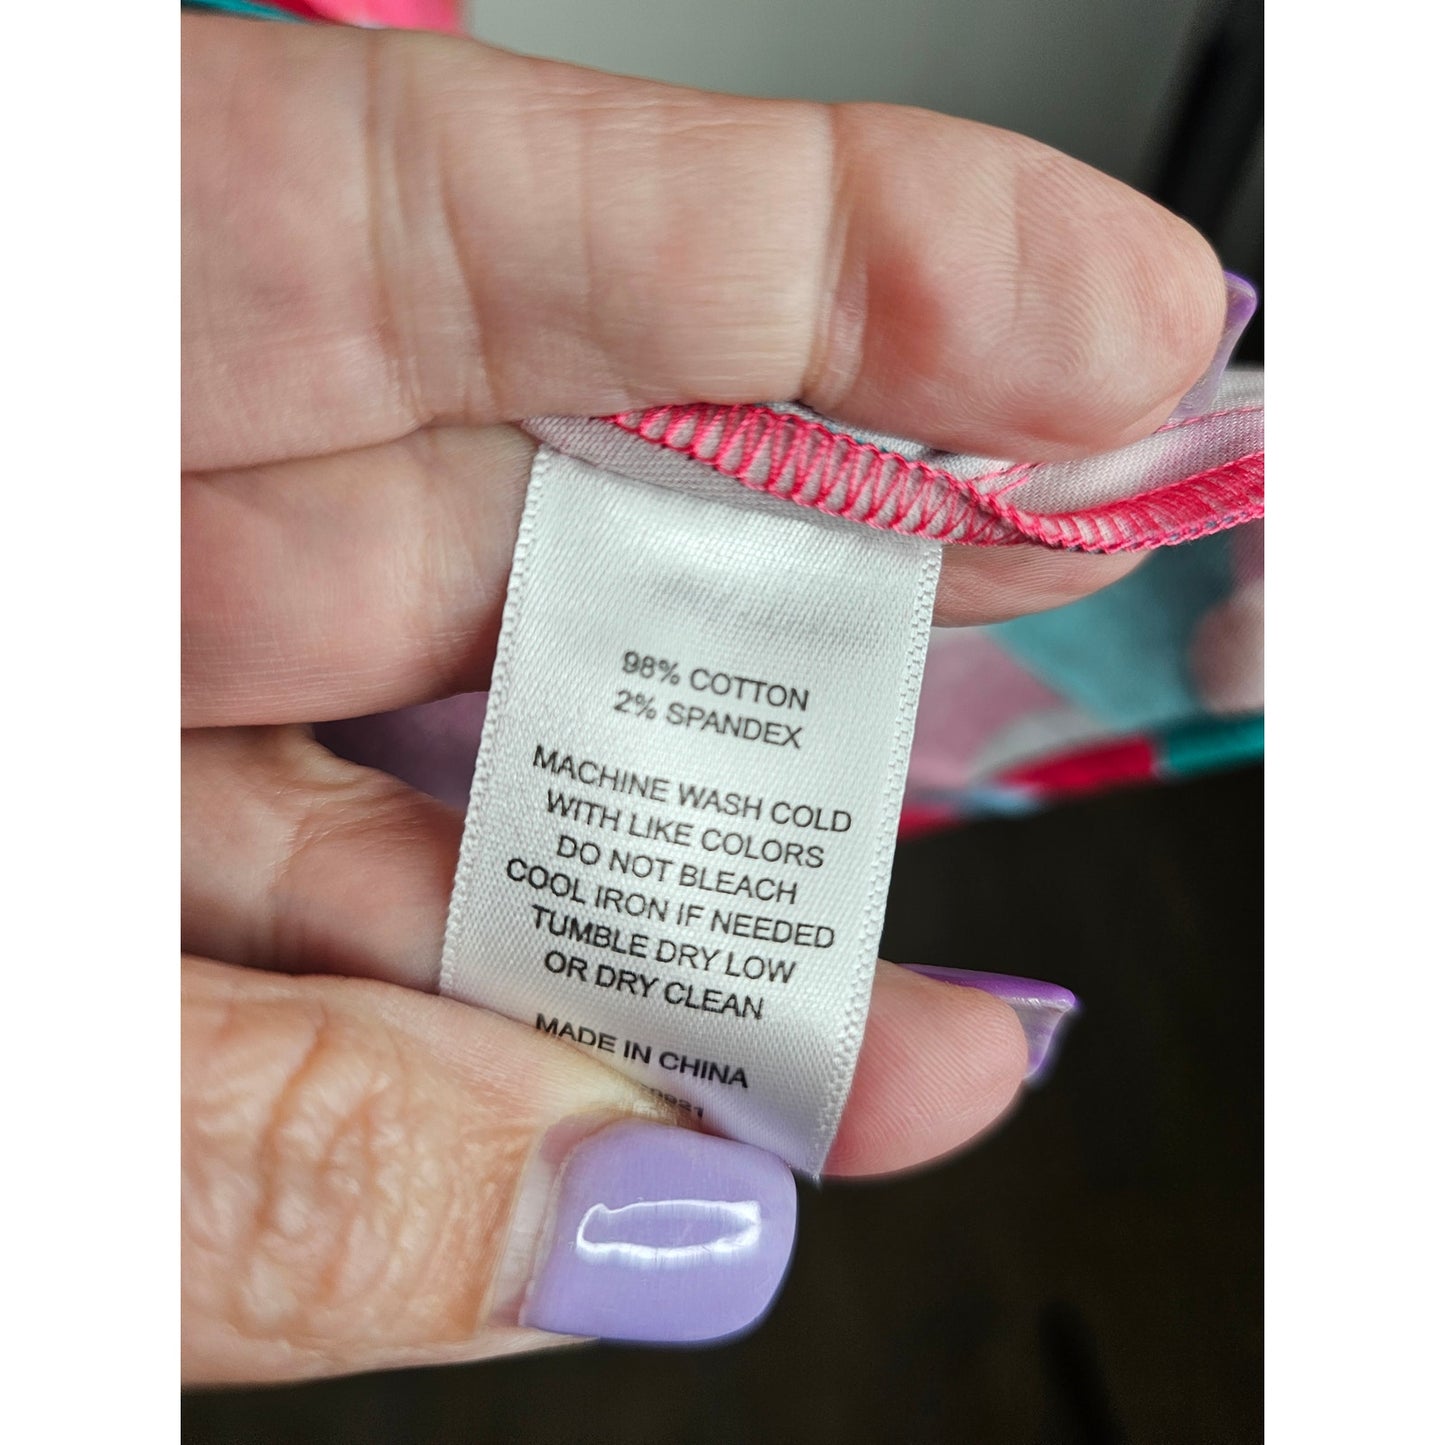 98% COTTON
2% SPANDEX
MACHINE WASH COLD
WITH LIKE COLORS
DO NOT BLEACH
COOL IRON IF NEEDED
TUMBLE DRY LOW
OR DRY CLEAN
MADE IN CHINA